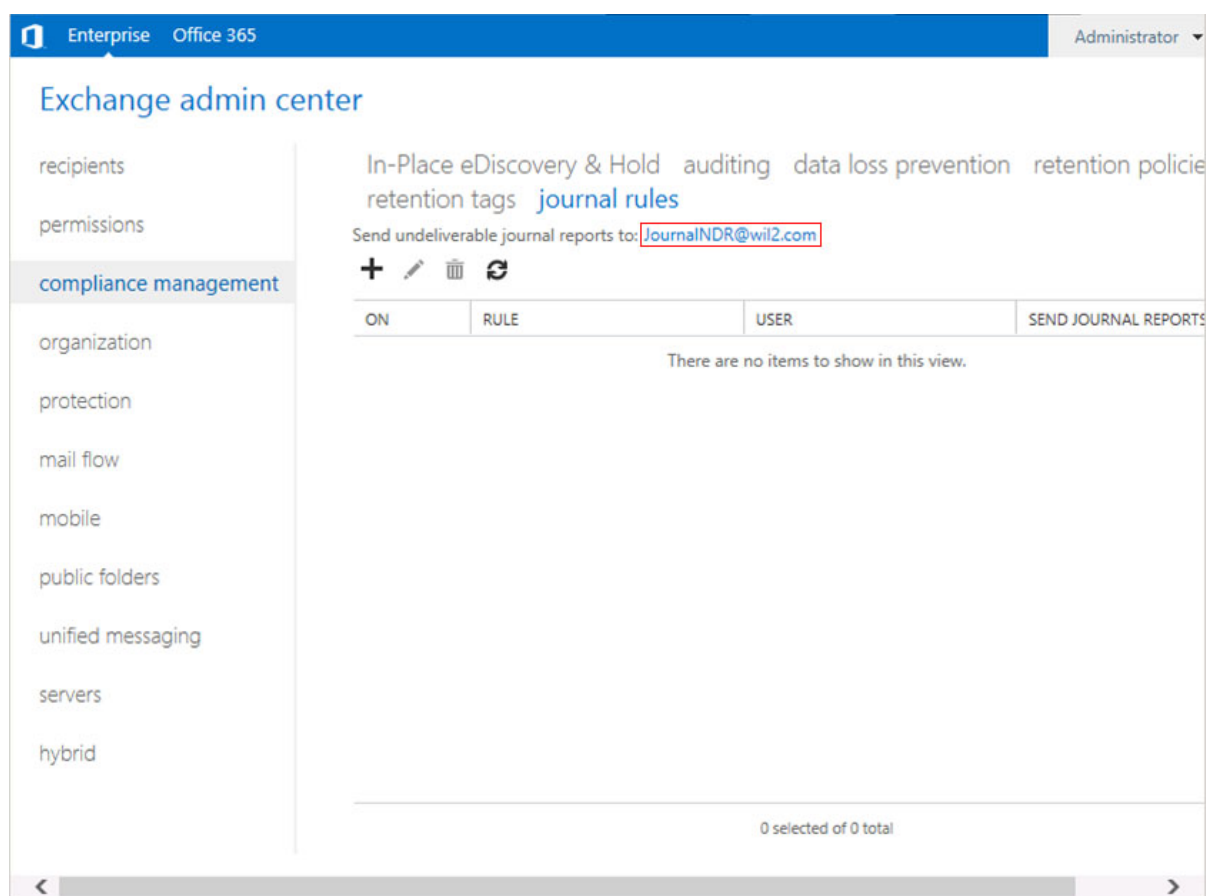 Enterprise Office 365
Administrator
Exchange admin center
recipients
permissions
compliance management
organization
protection
mail flow
mobile
public folders
unified messaging
servers
hybrid
In-Place eDiscovery & Hold auditing data loss prevention retention policie
retention tags journal rules
Send undeliverable journal reports to: JournalNDR@wil2.com
ON RULE USER SEND JOURNAL REPORTS
There are no items to show in this view.
0 selected of 0 total